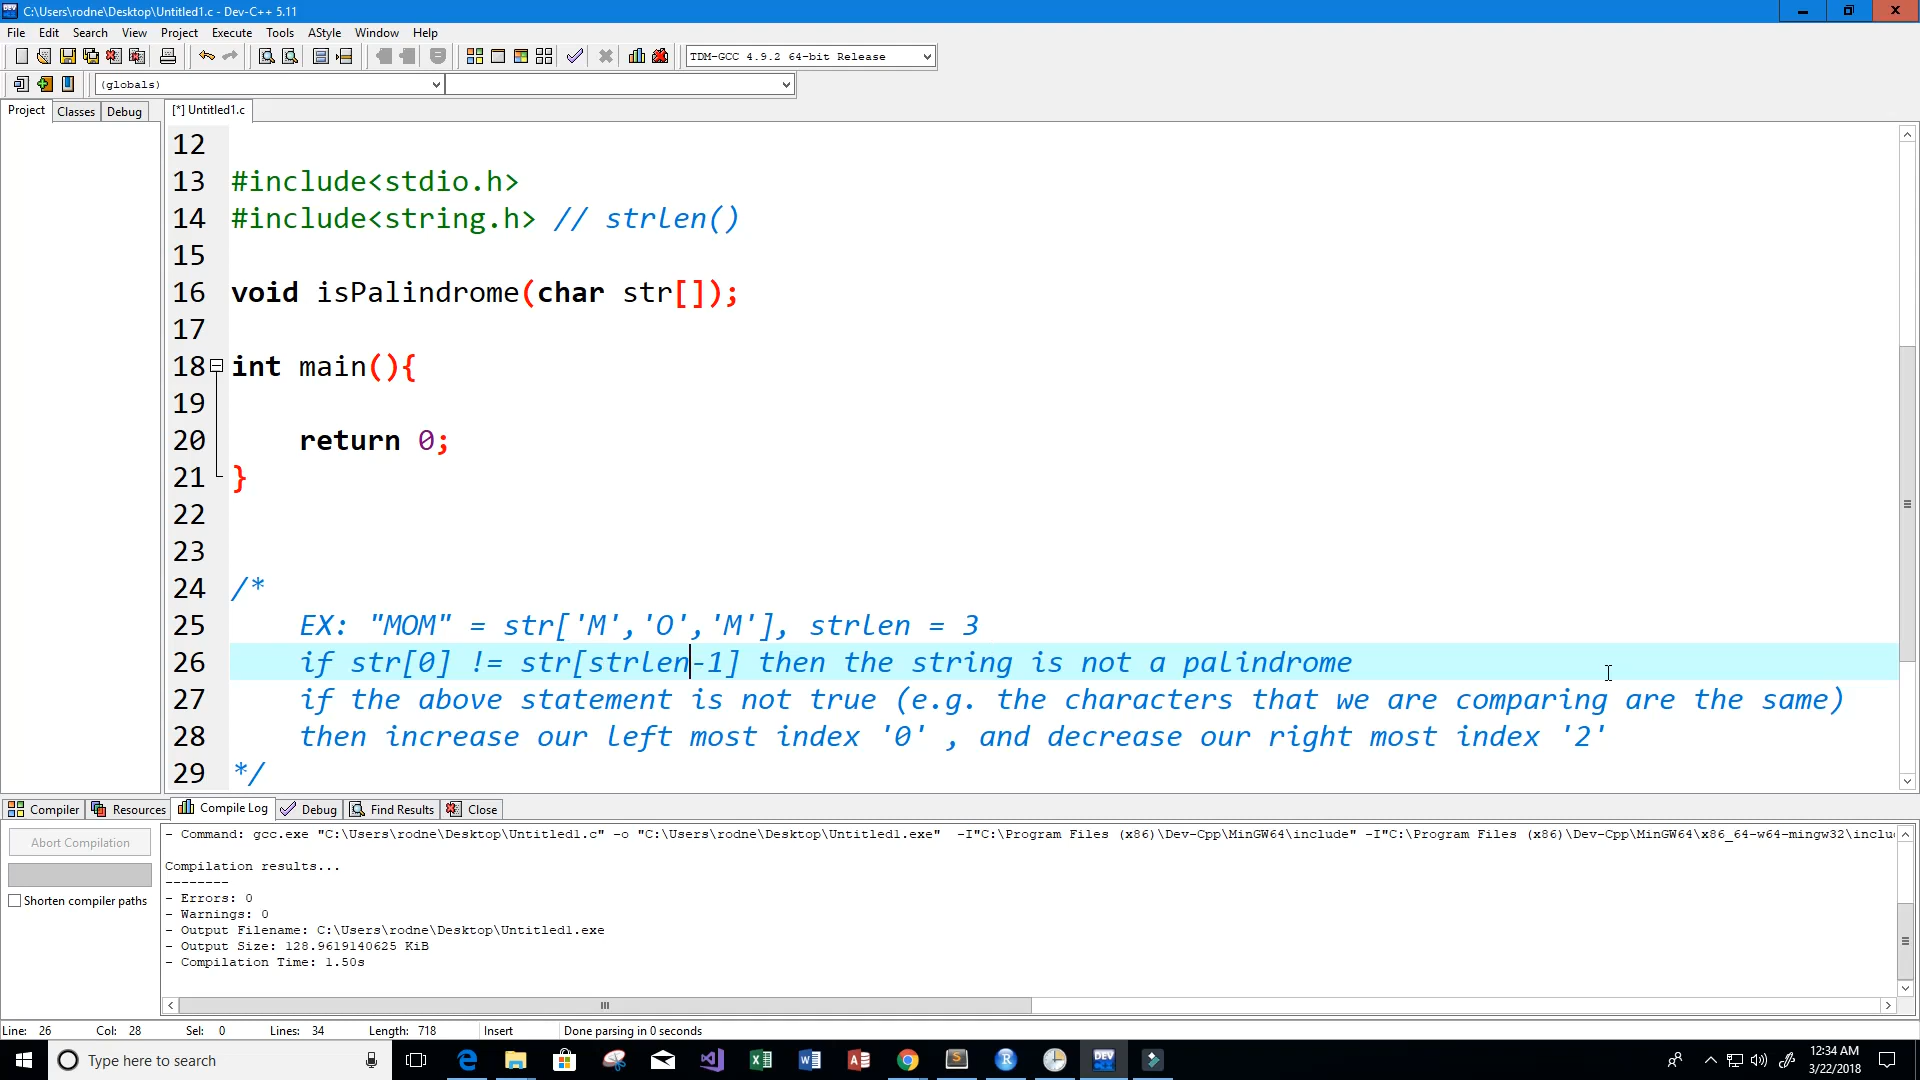 C:\Users\rodne\Desktop\Untitled1.c - Dev-C++ 5.11
File Edit Search View Project Execute Tools AStyle Window Help
TDM-GCC 4.9.2 64-bit Release
(globals)
Project Classes Debug [*] Untitled1.c
12
13 #include<stdio.h>
14 #include<string.h> // strlen()
15
16 void isPalindrome(char str[]);
17
18 int main(){
19
20 return 0;
21 }
22
23
24 /*
25 EX: "MOM" = str['M','O','M'], strlen = 3
26 if str[0] != str[strlen-1] then the string is not a palindrome
27 if the above statement is not true (e.g. the characters that we are comparing are the same)
28 then increase our left most index '0' , and decrease our right most index '2'
29 */
Compiler Resources Compile Log Debug Find Results Close
Abort Compilation
Shorten compiler paths
- Command: gcc.exe "C:\Users\rodne\Desktop\Untitled1.c" -o "C:\Users\rodne\Desktop\Untitled1.exe" -I"C:\Program Files (x86)\Dev-Cpp\MinGW64\include" -I"C:\Program Files (x86)\Dev-Cpp\MinGW64\x86_64-w64-mingw32\inclu
Compilation results...
--------
- Errors: 0
- Warnings: 0
- Output Filename: C:\Users\rodne\Desktop\Untitled1.exe
- Output Size: 128.9619140625 KiB
- Compilation Time: 1.50s
Line: 26 Col: 28 Sel: 0 Lines: 34 Length: 718 Insert Done parsing in 0 seconds
Type here to search
DEV
12:34 AM
3/22/2018